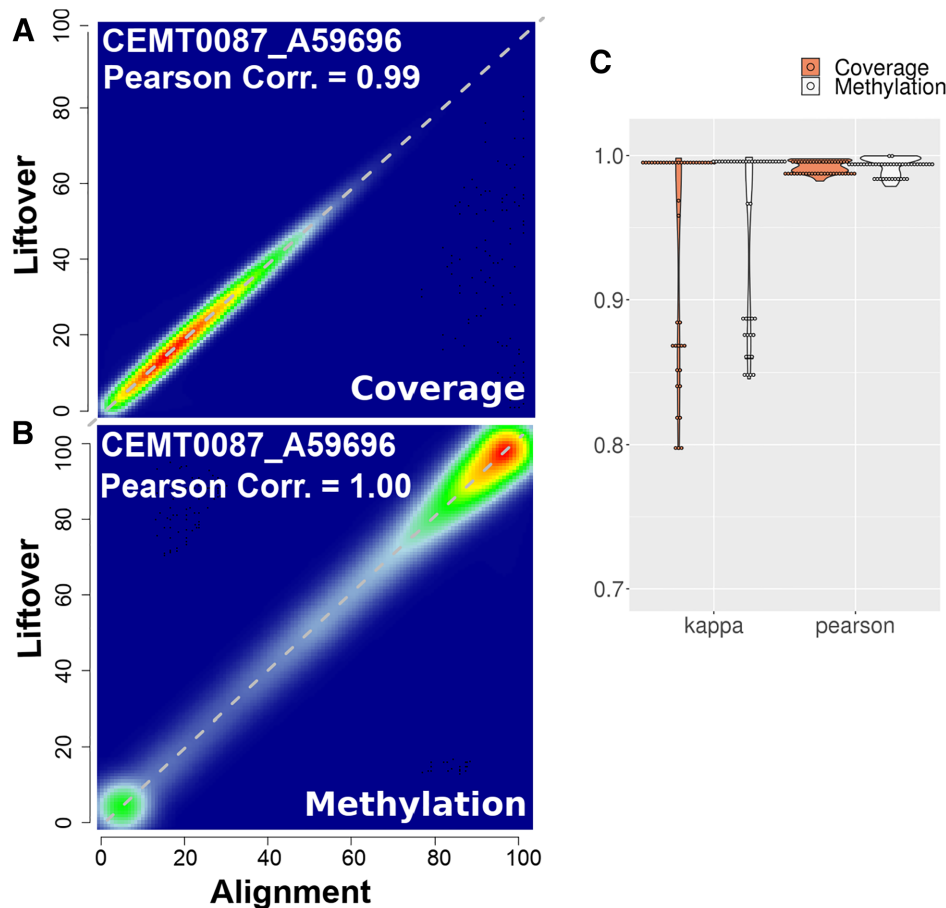 A
CEMT0087_A59696
Pearson Corr. = 0.99
100
80
60
40
20
0
Liftover
Coverage
B
CEMT0087_A59696
Pearson Corr. = 1.00
100
80
60
40
20
0
Liftover
Methylation
0 20 40 60 80 100
Alignment
C
Coverage
Methylation
1.0
0.9
0.8
0.7
kappa pearson